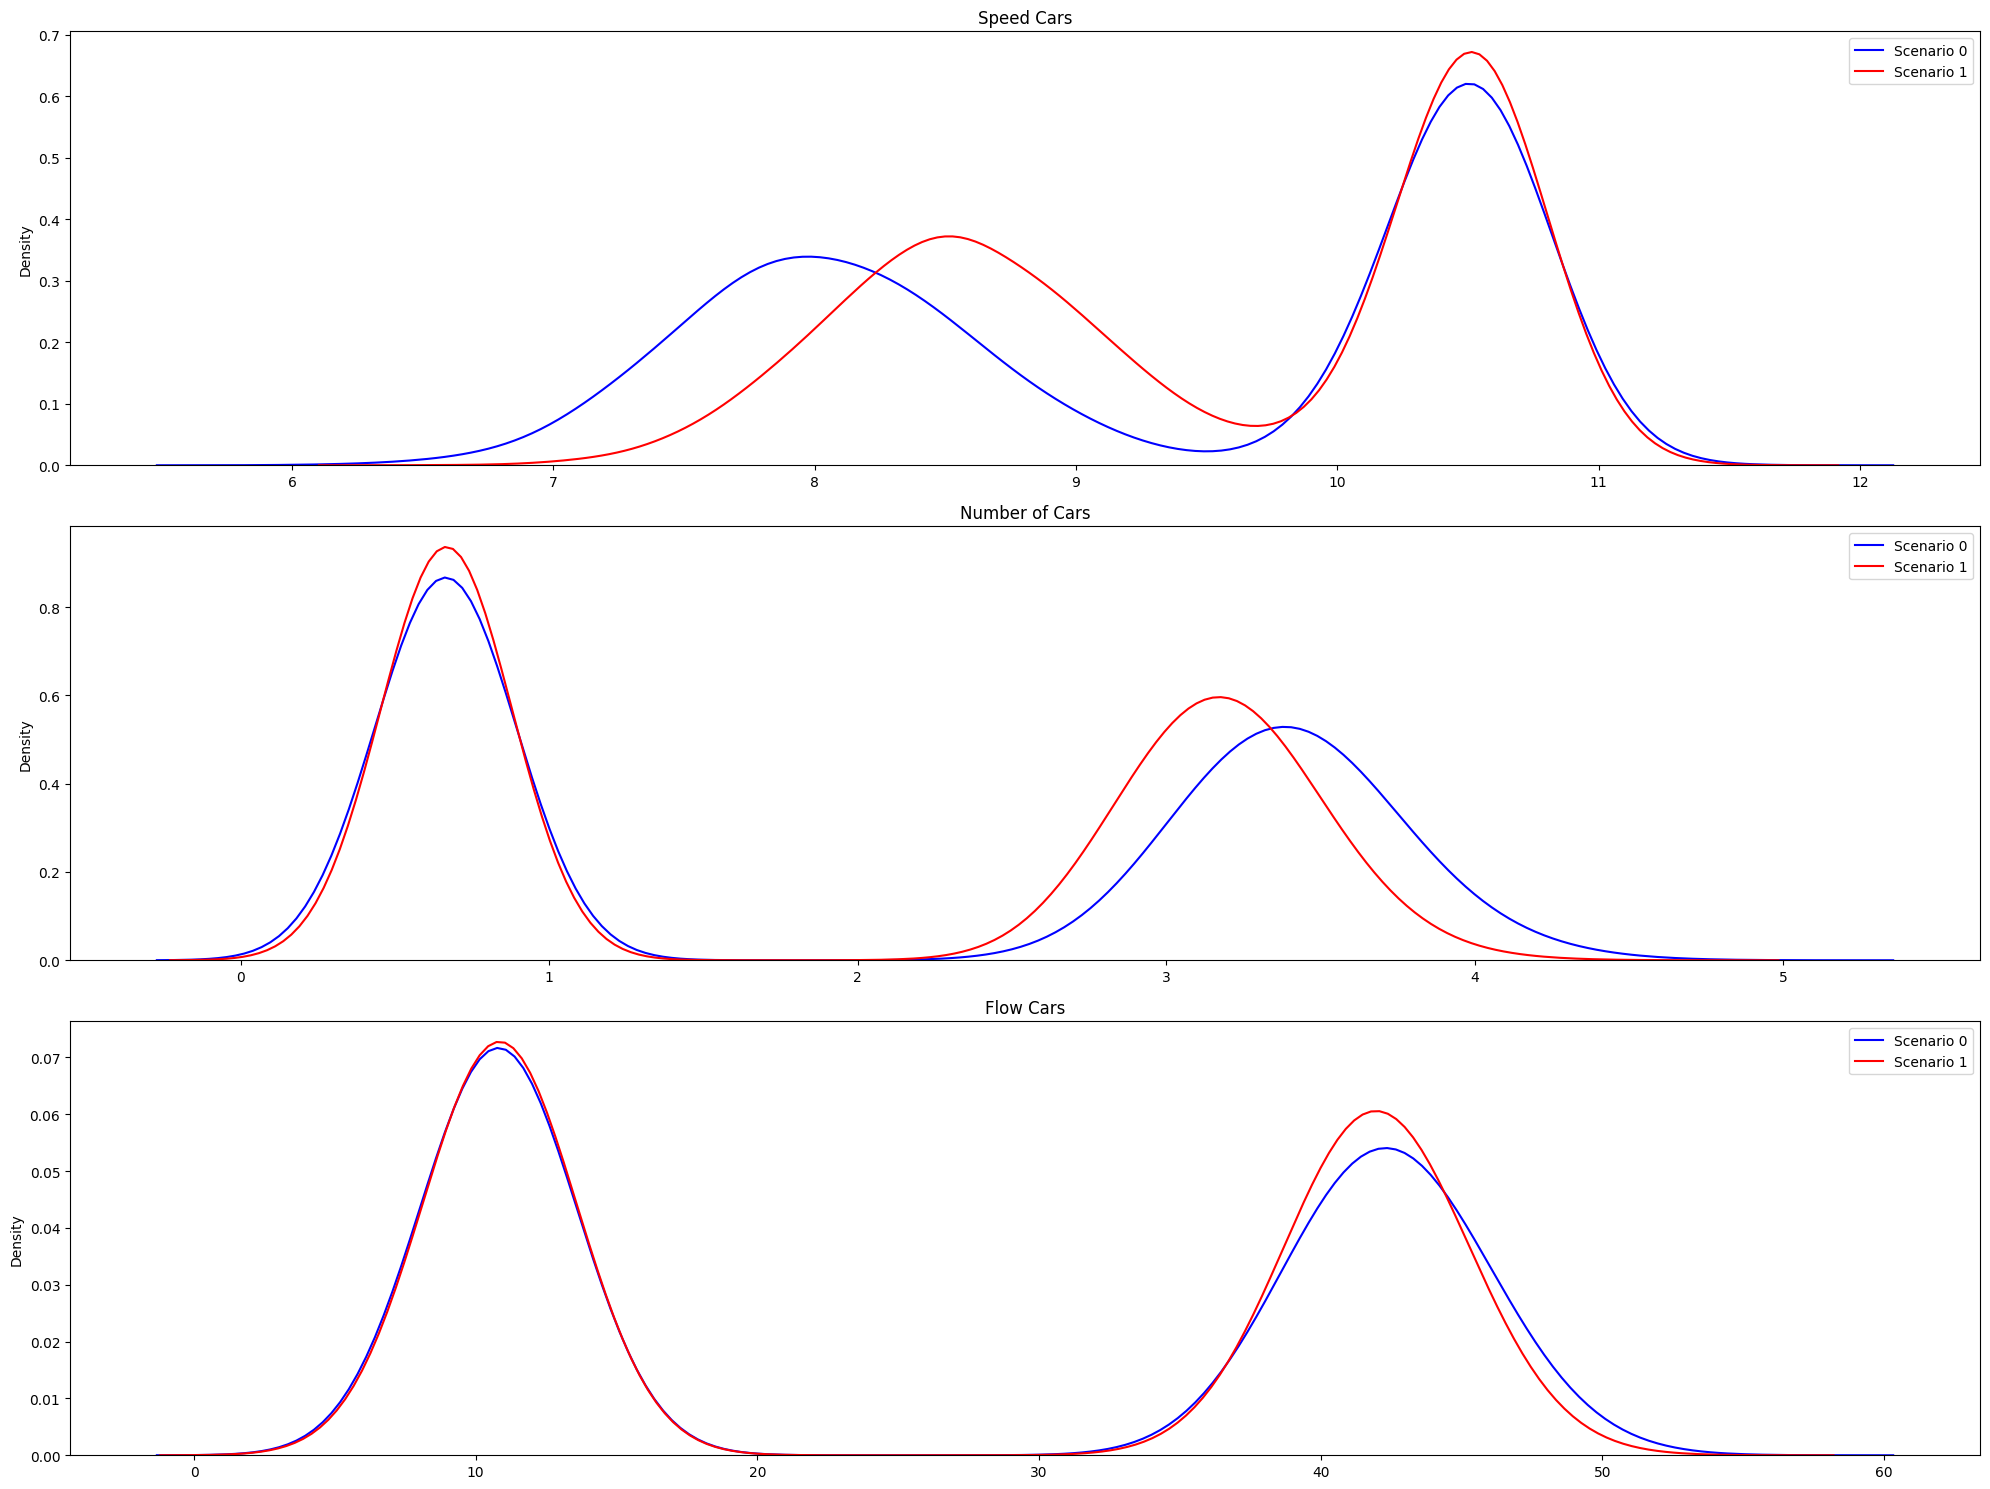 Speed Cars
0.7
0.6
0.5
0.4
0.3
0.2
0.1
0.0
Density
Scenario 0
Scenario 1
6 7 8 9 10 11 12
Number of Cars
0.8
0.6
0.4
0.2
0.0
Density
Scenario 0
Scenario 1
0 1 2 3 4 5
Flow Cars
0.07
0.06
0.05
0.04
0.03
0.02
0.01
0.00
Density
Scenario 0
Scenario 1
0 10 20 30 40 50 60